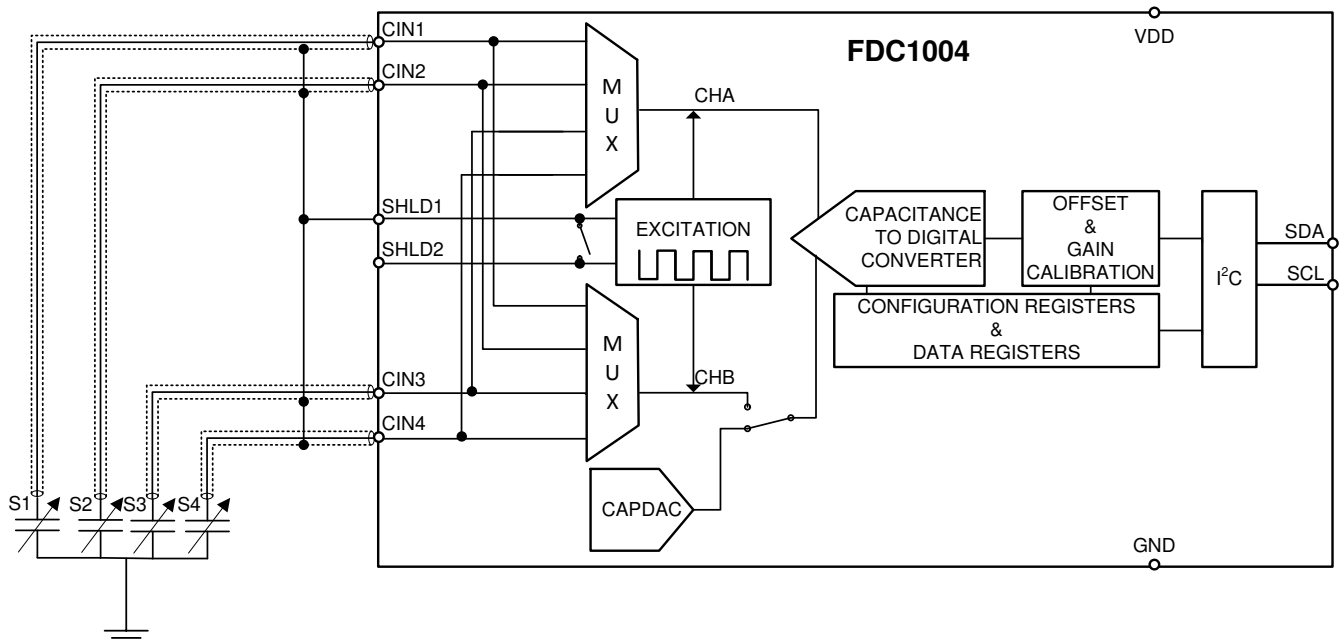 CIN1
CIN2
SHLD1
SHLD2
CIN3
CIN4
S1
S2
S3
S4
M
U
X
CHA
EXCITATION
M
U
X
CHB
CAPDAC
FDC1004
VDD
CAPACITANCE
TO DIGITAL
CONVERTER
OFFSET
&
GAIN
CALIBRATION
CONFIGURATION REGISTERS
&
DATA REGISTERS
I²C
SDA
SCL
GND